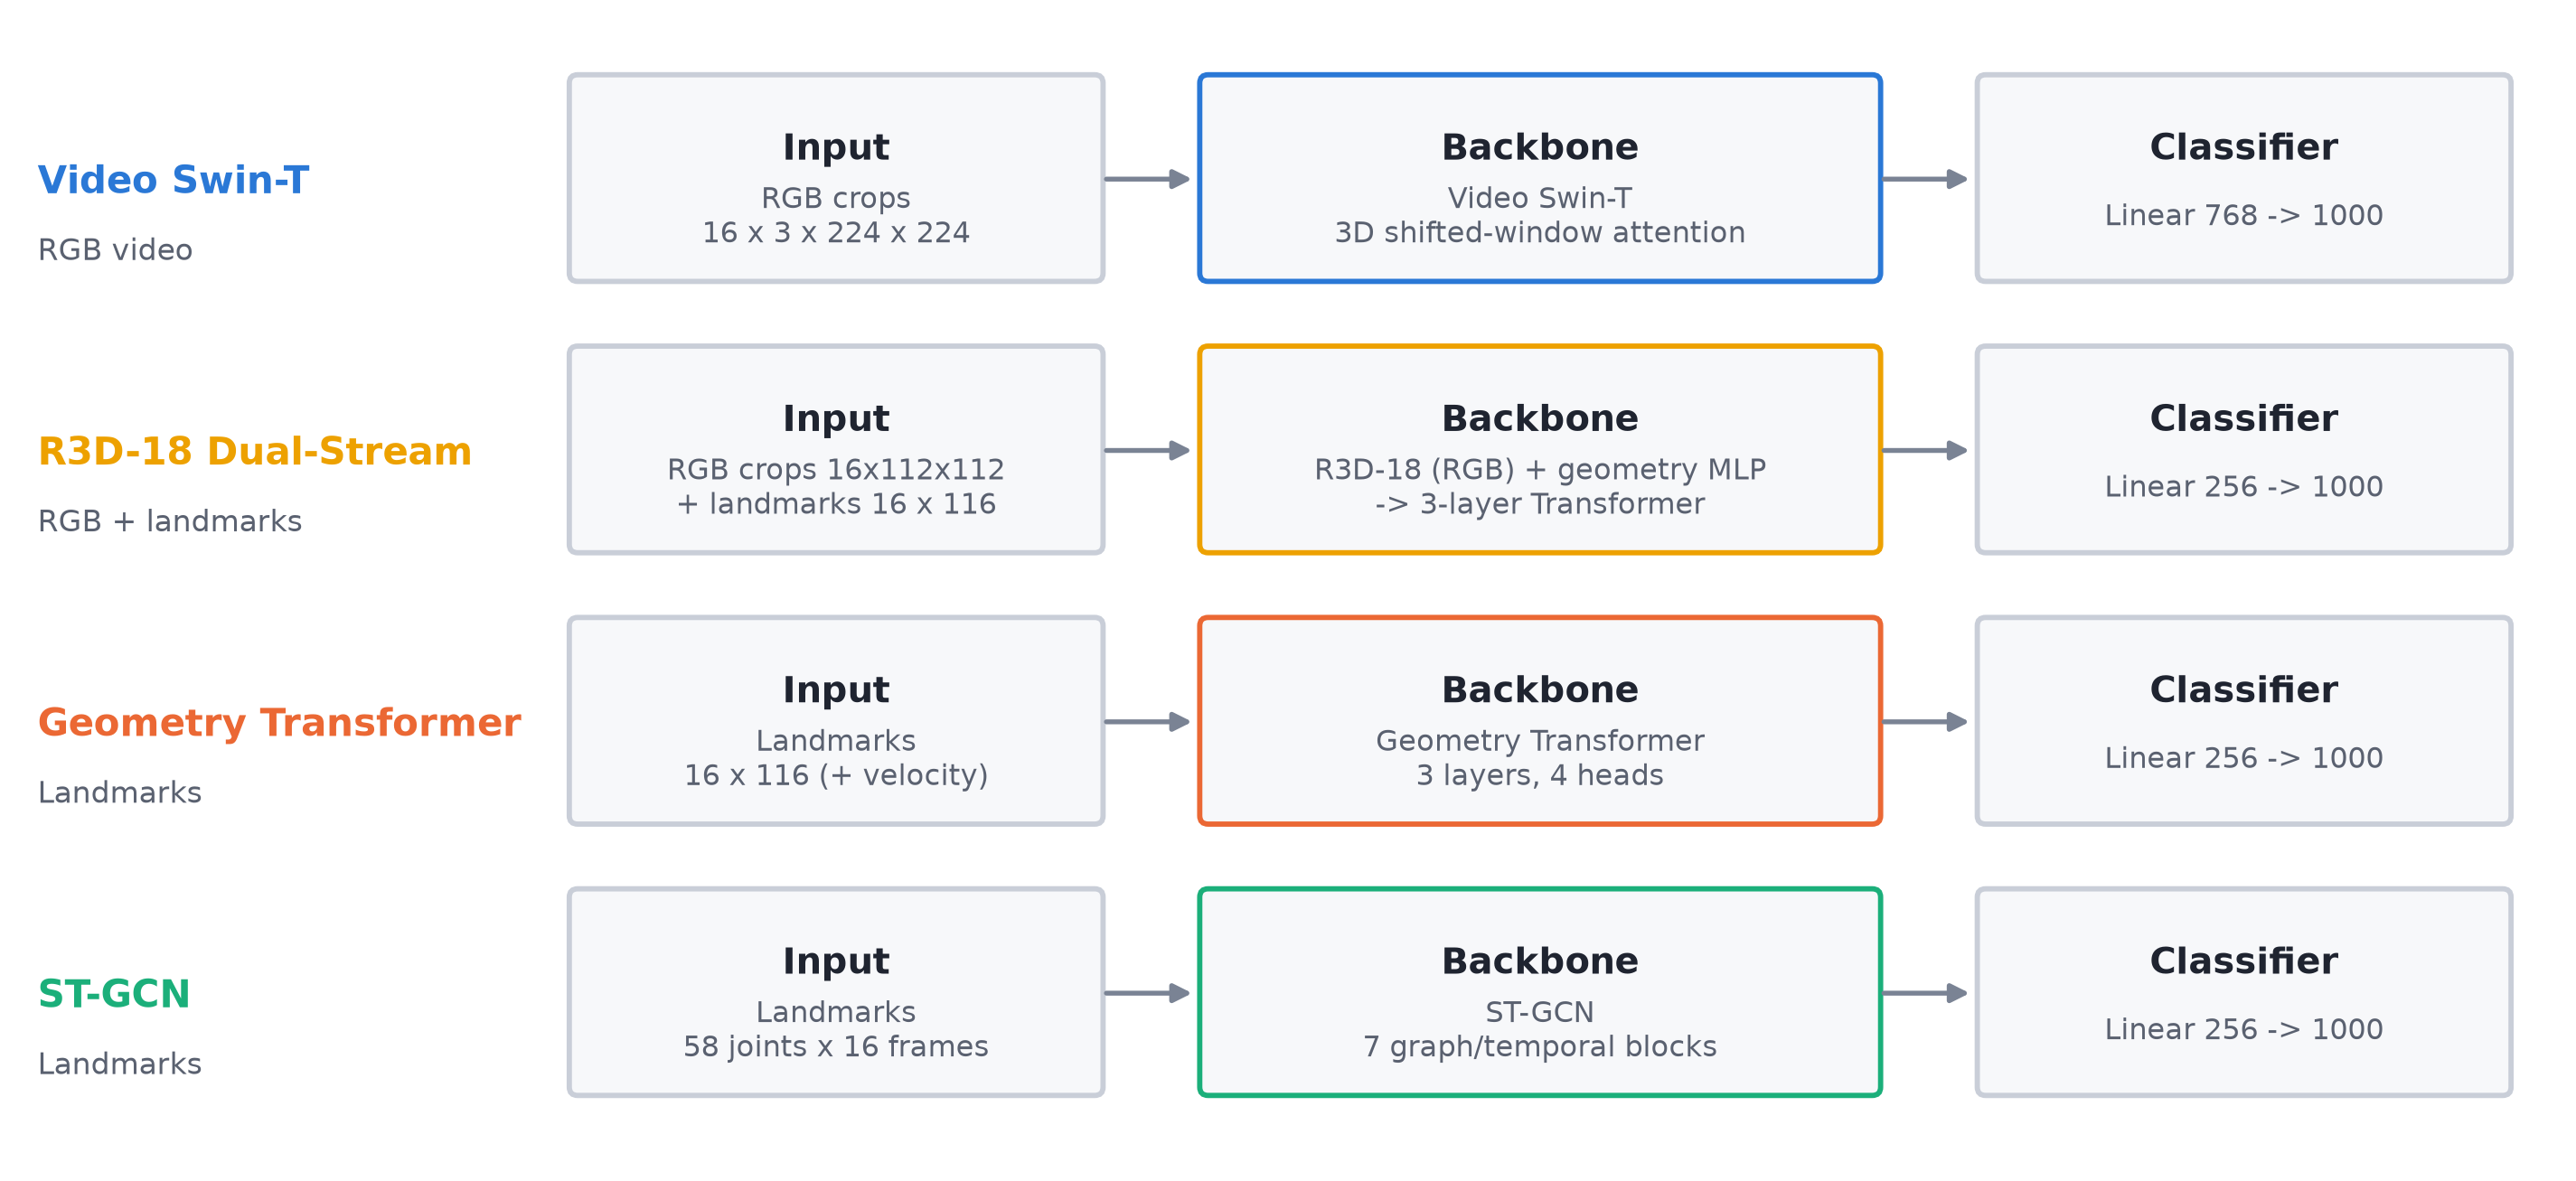 Video Swin-T
RGB video
Input
RGB crops
16 x 3 x 224 x 224
Backbone
Video Swin-T
3D shifted-window attention
Classifier
Linear 768 -> 1000
R3D-18 Dual-Stream
RGB + landmarks
Input
RGB crops 16x112x112
+ landmarks 16 x 116
Backbone
R3D-18 (RGB) + geometry MLP
-> 3-layer Transformer
Classifier
Linear 256 -> 1000
Geometry Transformer
Landmarks
Input
Landmarks
16 x 116 (+ velocity)
Backbone
Geometry Transformer
3 layers, 4 heads
Classifier
Linear 256 -> 1000
ST-GCN
Landmarks
Input
Landmarks
58 joints x 16 frames
Backbone
ST-GCN
7 graph/temporal blocks
Classifier
Linear 256 -> 1000